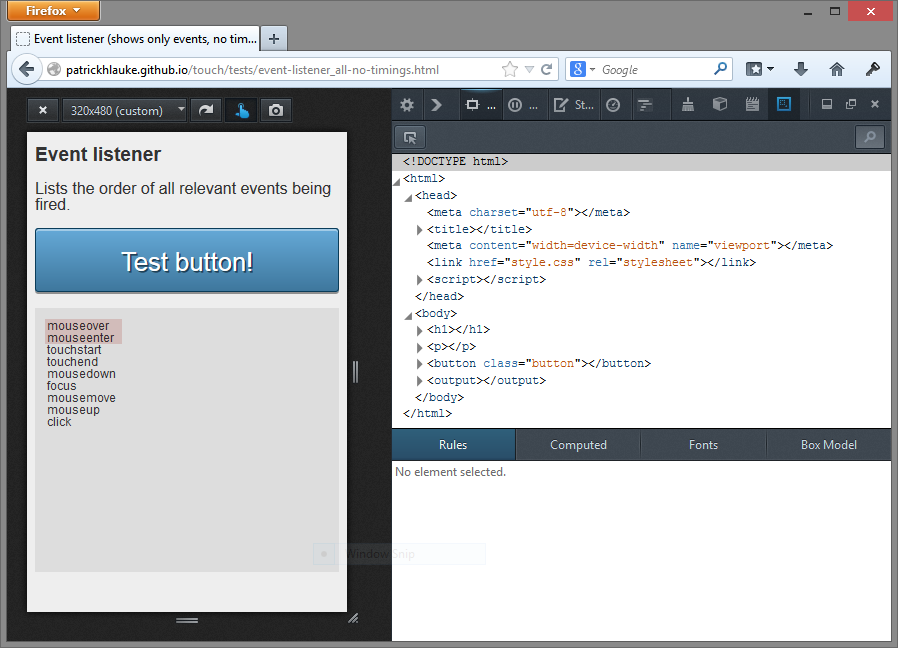 Firefox
Event listener (shows only events, no tim...
patrickhlauke.github.io/touch/tests/event-listener_all-no-timings.html
8 Google
320x480 (custom)
...
...
St...
Event listener
Lists the order of all relevant events being
fired.
Test button!
mouseover
mouseenter
touchstart
touchend
mousedown
focus
mousemove
mouseup
click
Window Snip
<!DOCTYPE html>
<html>
<head>
<meta charset="utf-8"></meta>
<title></title>
<meta content="width=device-width" name="viewport"></meta>
<link href="style.css" rel="stylesheet"></link>
<script></script>
</head>
<body>
<h1></h1>
<p></p>
<button class="button"></button>
<output></output>
</body>
</html>
Rules Computed Fonts Box Model
No element selected.